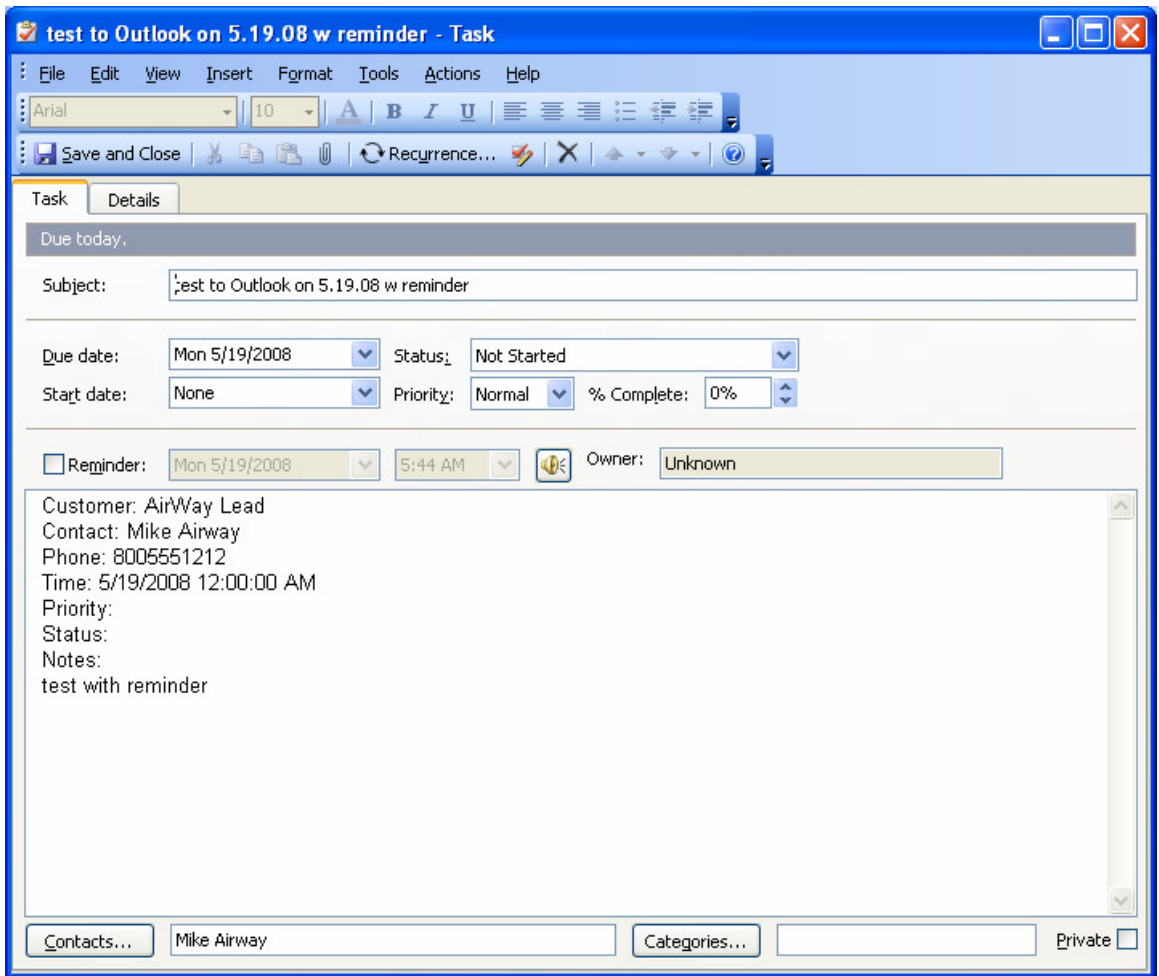 test to Outlook on 5.19.08 w reminder - Task
File Edit View Insert Format Tools Actions Help
Arial 10 A B I U
Save and Close Recurrence...
Task Details
Due today.
Subject: test to Outlook on 5.19.08 w reminder
Due date: Mon 5/19/2008 Status: Not Started
Start date: None Priority: Normal % Complete: 0%
Reminder: Mon 5/19/2008 5:44 AM Owner: Unknown
Customer: AirWay Lead
Contact: Mike Airway
Phone: 8005551212
Time: 5/19/2008 12:00:00 AM
Priority:
Status:
Notes:
test with reminder
Contacts... Mike Airway Categories... Private